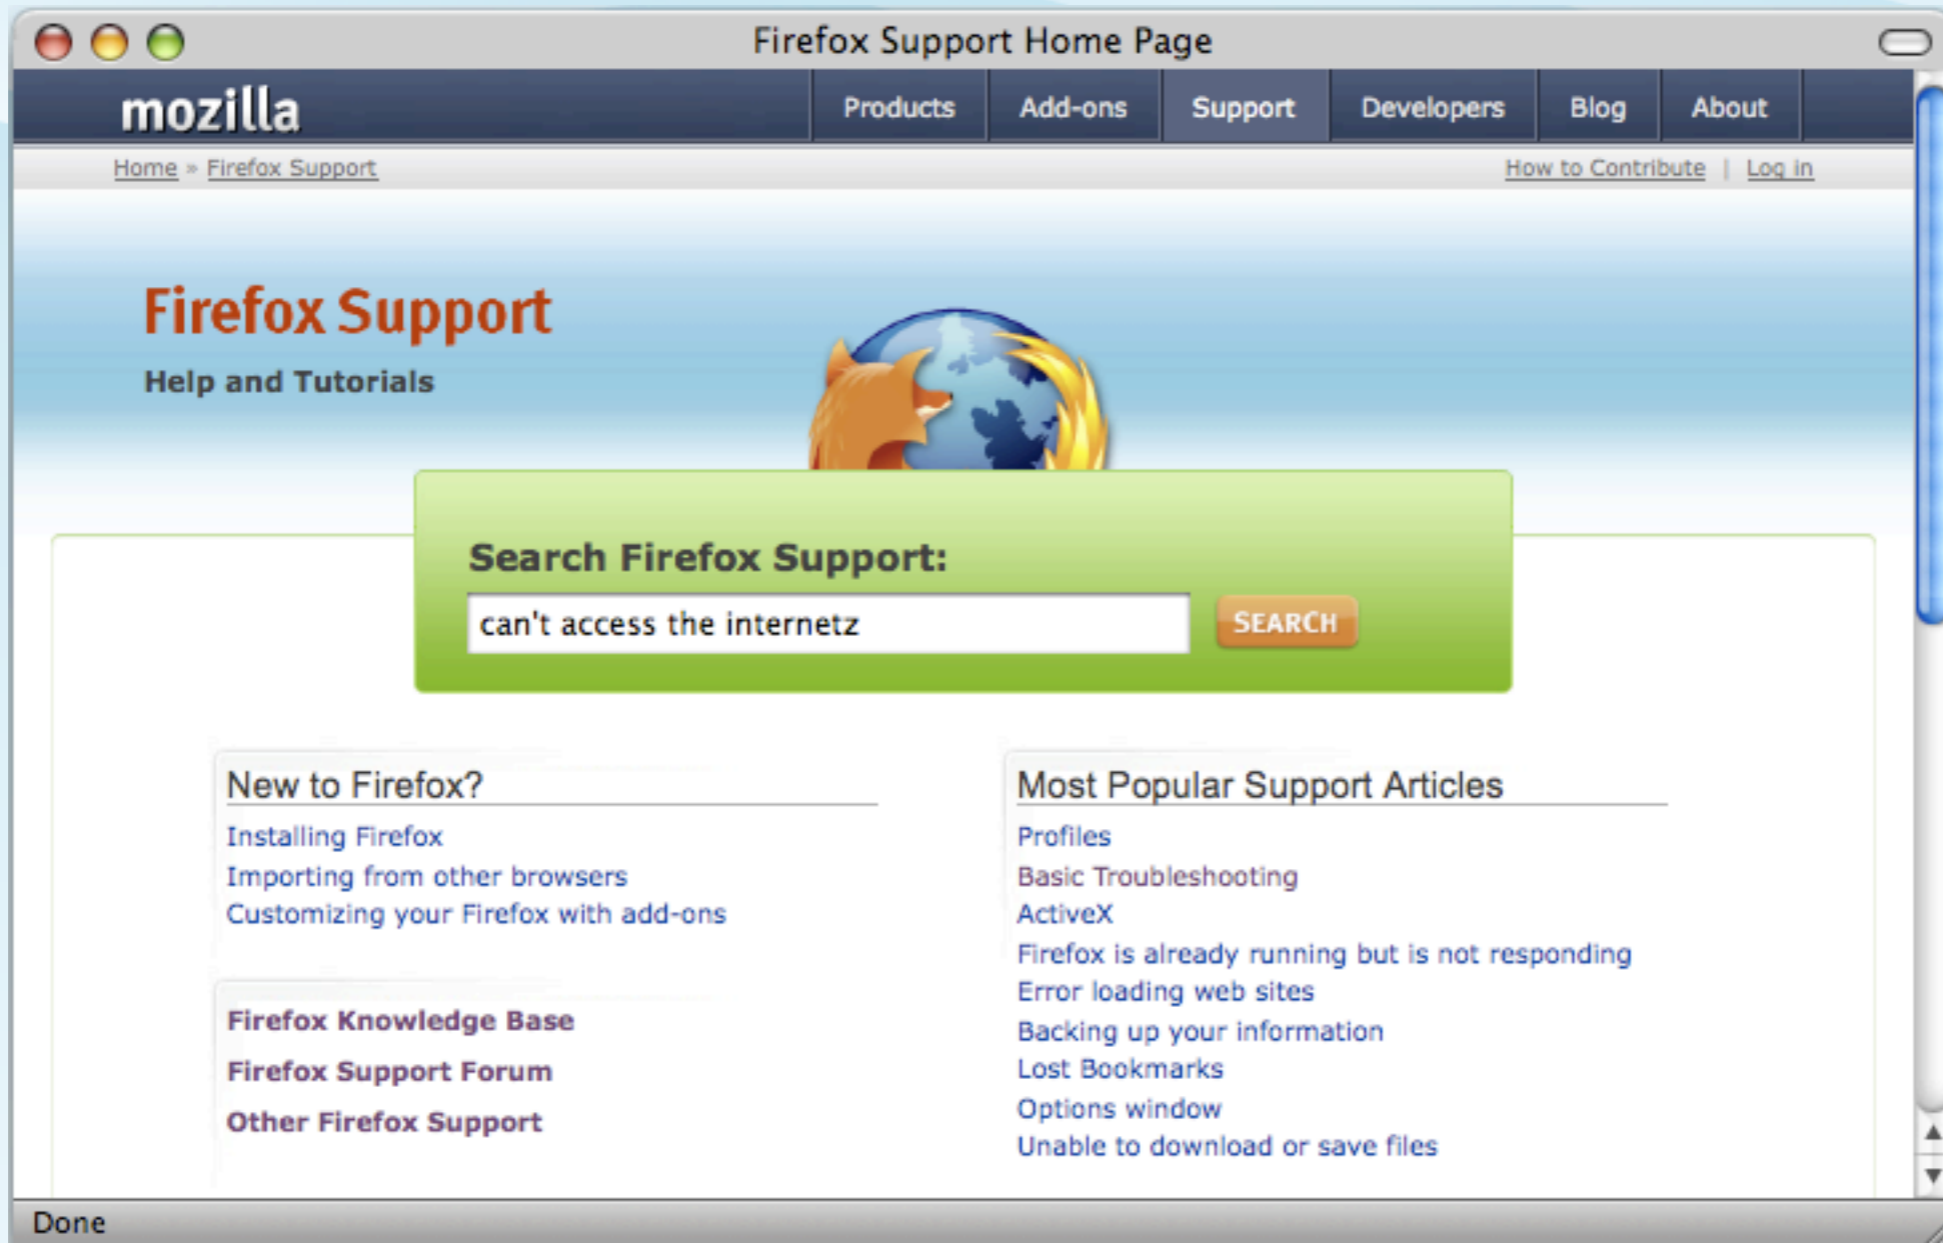 Firefox Support Home Page
mozilla
Products Add-ons Support Developers Blog About
Home » Firefox Support
How to Contribute | Log in
Firefox Support
Help and Tutorials
Search Firefox Support:
can't access the internetz
SEARCH
New to Firefox?
Installing Firefox
Importing from other browsers
Customizing your Firefox with add-ons
Firefox Knowledge Base
Firefox Support Forum
Other Firefox Support
Most Popular Support Articles
Profiles
Basic Troubleshooting
ActiveX
Firefox is already running but is not responding
Error loading web sites
Backing up your information
Lost Bookmarks
Options window
Unable to download or save files
Done